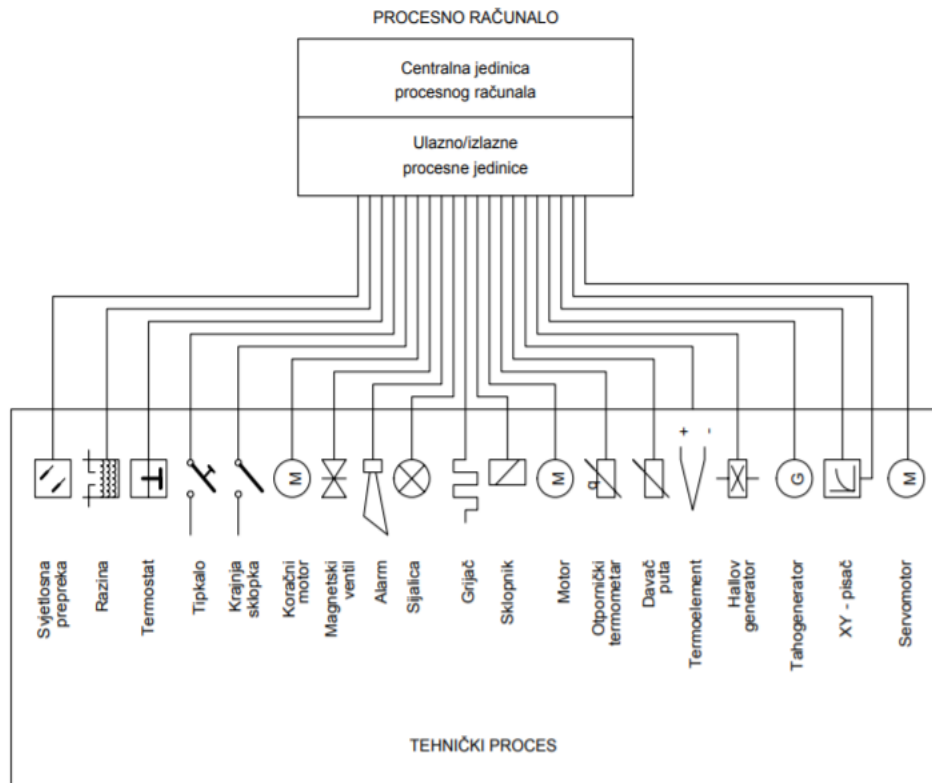 PROCESNO RAČUNALO
Centralna jedinica
procesnog računala
Ulazno/izlazne
procesne jedinice
+ -
M
M
q
G
M
Svjetlosna
prepreka
Razina
Termostat
Tipkalo
Krajnja
sklopka
Koračni
motor
Magnetski
ventil
Alarm
Sijalica
Grijač
Sklopnik
Motor
Otpornički
termometar
Davač
puta
Termoelement
Hallov
generator
Tahogenerator
XY - pisač
Servomotor
TEHNIČKI PROCES